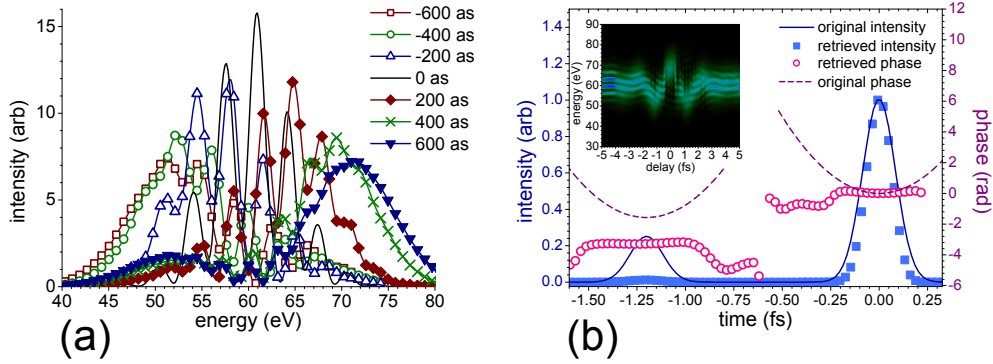 15
10
5
0
intensity (arb)
40 45 50 55 60 65 70 75 80
energy (eV)
-600 as
-400 as
-200 as
0 as
200 as
400 as
600 as
(a)
1.5
1.4
1.2
1.0
0.8
0.6
0.4
0.2
0.0
intensity (arb)
-1.50 -1.25 -1.00 -0.75 -0.50 -0.25 0.00 0.25
time (fs)
12
10
8
6
4
2
0
-2
-4
-6
phase (rad)
original intensity
retrieved intensity
retrieved phase
original phase
90
80
70
60
50
40
30
energy (eV)
-5 -4 -3 -2 -1 0 1 2 3 4 5
delay (fs)
(b)